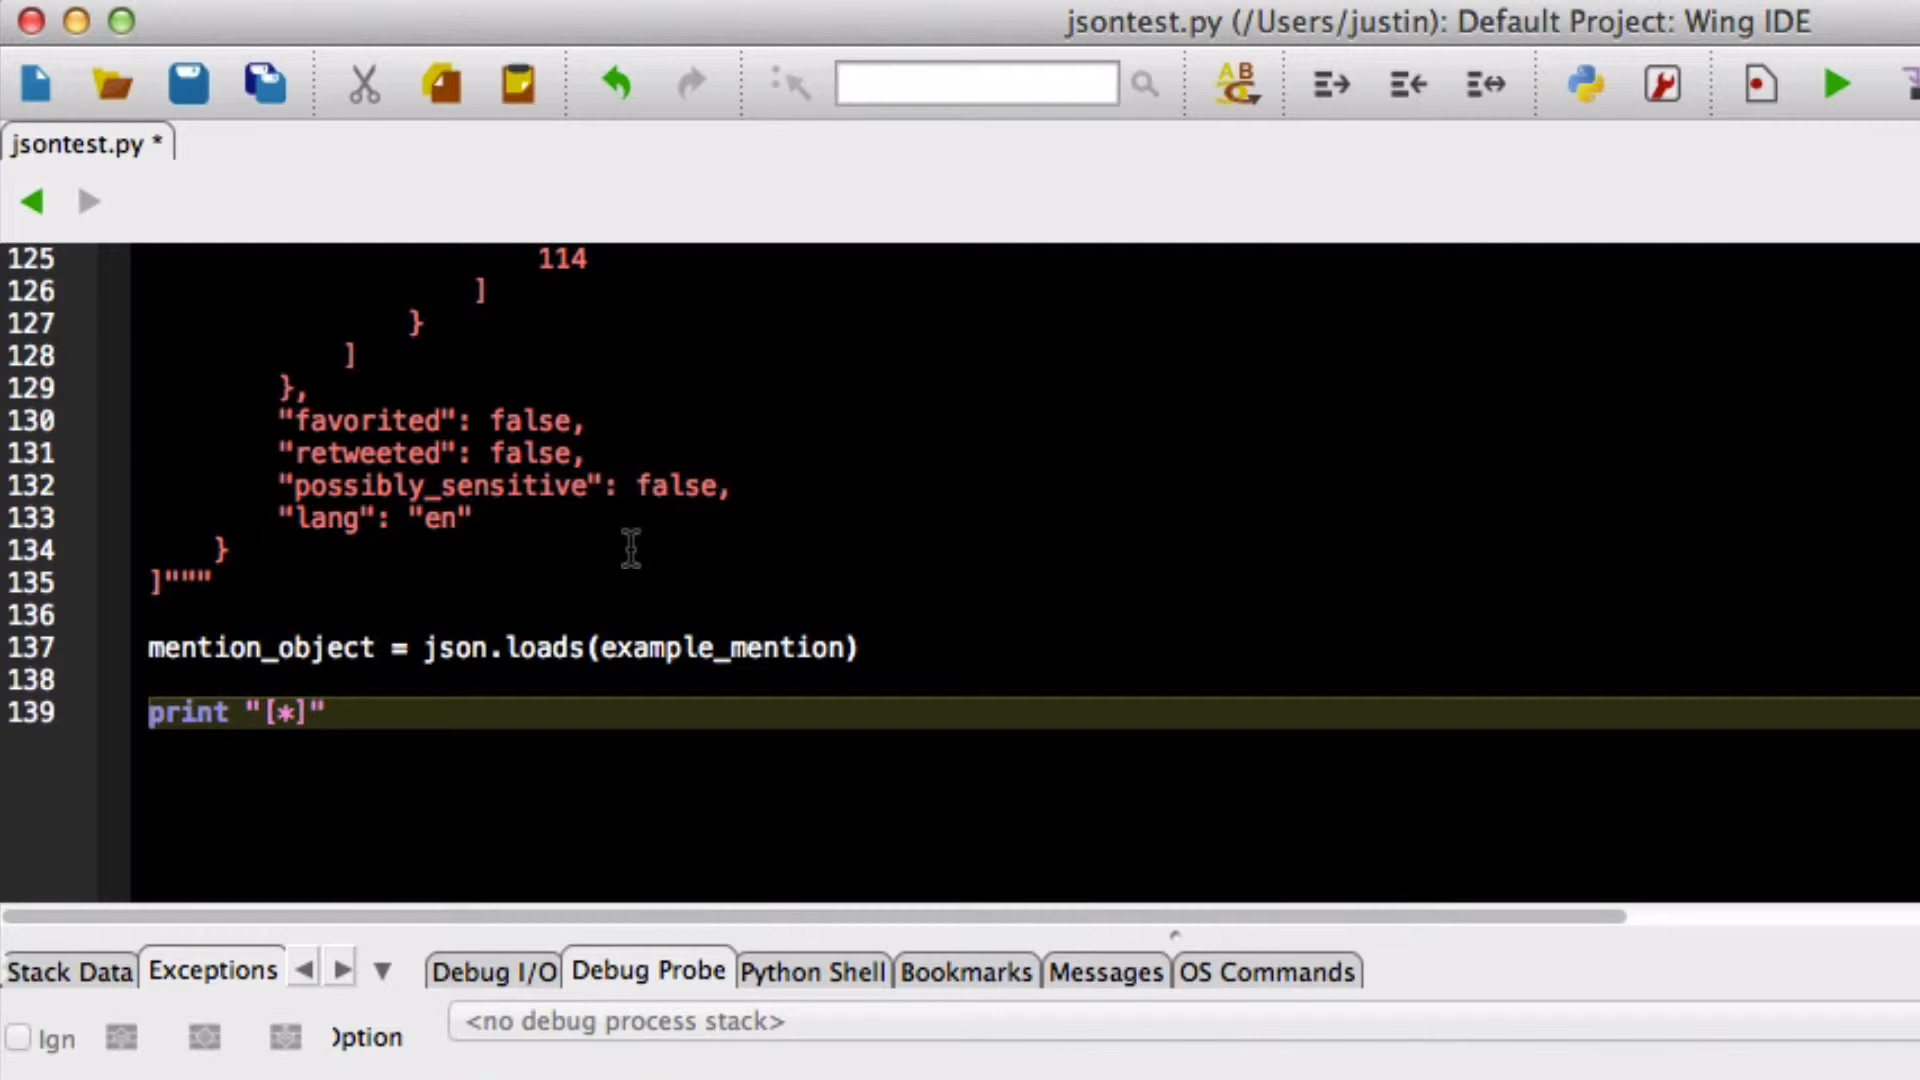 jsontest.py (/Users/justin): Default Project: Wing IDE
AB
jsontest.py *
125 114
126 ]
127 }
128 ]
129 },
130 "favorited": false,
131 "retweeted": false,
132 "possibly_sensitive": false,
133 "lang": "en"
134 }
135 ]"""
136
137 mention_object = json.loads(example_mention)
138
139 print "[*]"
Stack Data Exceptions Debug I/O Debug Probe Python Shell Bookmarks Messages OS Commands
Ign Option <no debug process stack>